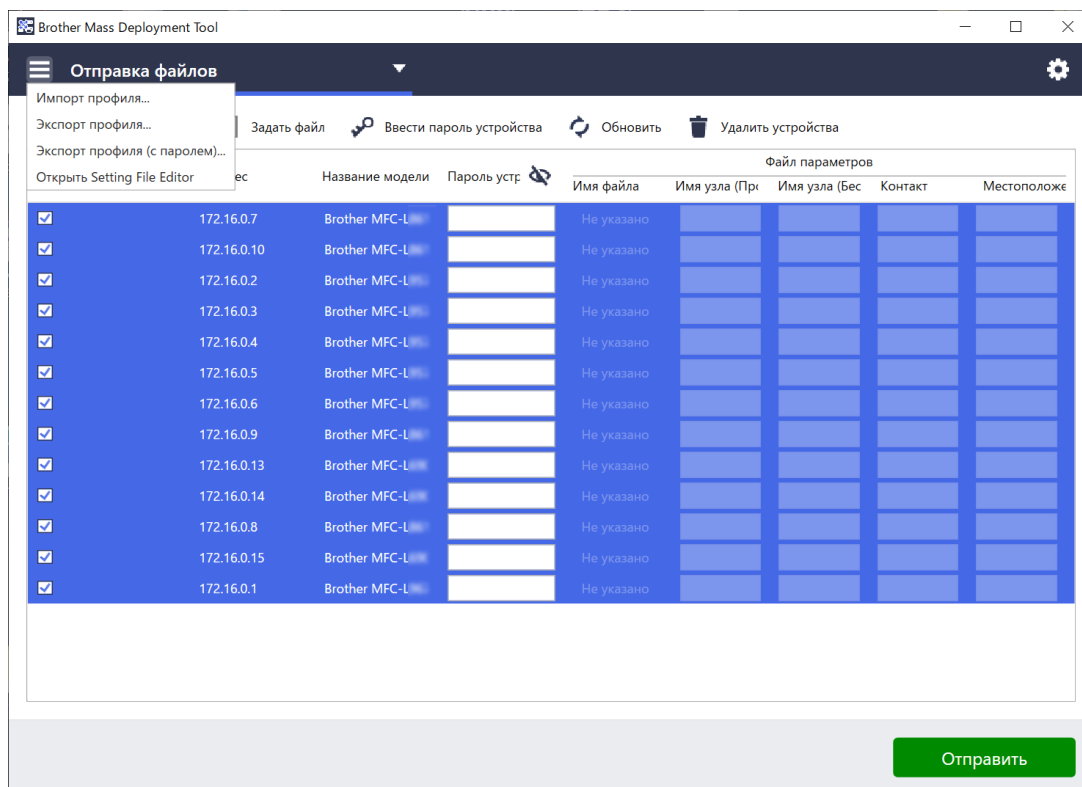 Brother Mass Deployment Tool
Отправка файлов
Импорт профиля...
Экспорт профиля...
Экспорт профиля (с паролем)...
Открыть Setting File Editor
Задать файл Ввести пароль устройства Обновить Удалить устройства
Файл параметров
ес Название модели Пароль устр Имя файла Имя узла (Про Имя узла (Бес Контакт Местоположе
172.16.0.7 Brother MFC-L Не указано
172.16.0.10 Brother MFC-L Не указано
172.16.0.2 Brother MFC-L Не указано
172.16.0.3 Brother MFC-L Не указано
172.16.0.4 Brother MFC-L Не указано
172.16.0.5 Brother MFC-L Не указано
172.16.0.6 Brother MFC-L Не указано
172.16.0.9 Brother MFC-L Не указано
172.16.0.13 Brother MFC-L Не указано
172.16.0.14 Brother MFC-L Не указано
172.16.0.8 Brother MFC-L Не указано
172.16.0.15 Brother MFC-L Не указано
172.16.0.1 Brother MFC-L Не указано
Отправить